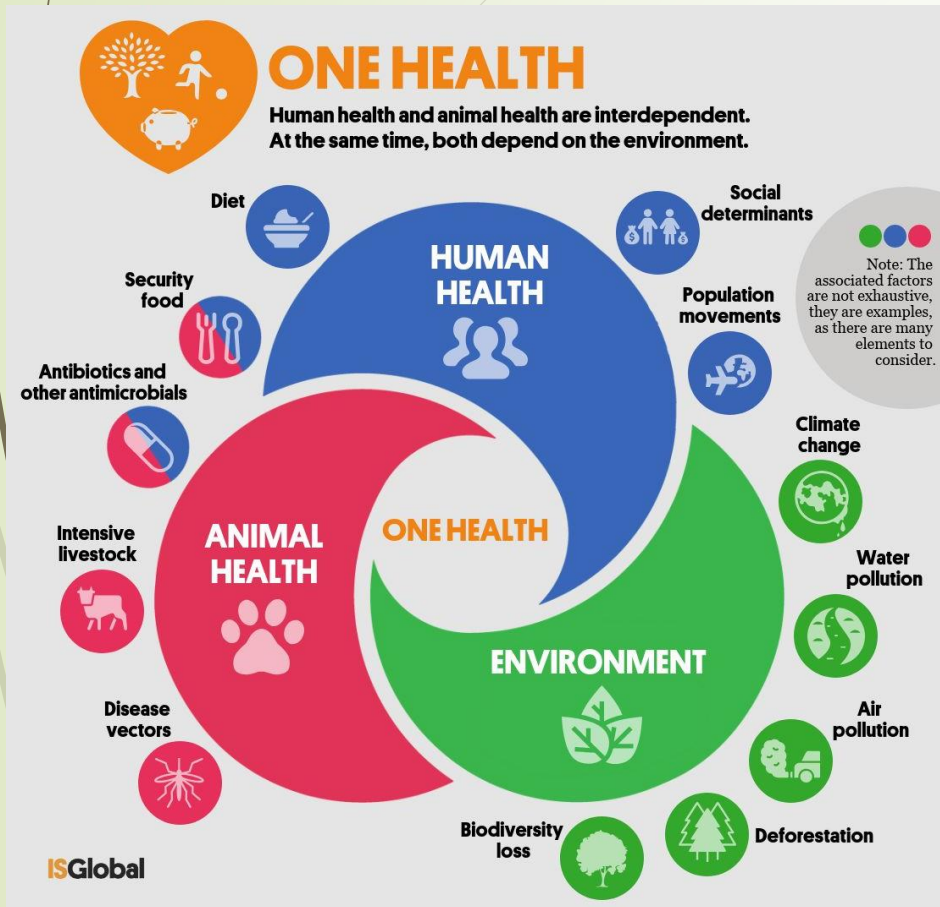 ONE HEALTH
Human health and animal health are interdependent.
At the same time, both depend on the environment.
Diet
Social
determinants
HUMAN
HEALTH
Security
food
Population
movements
Note: The
associated factors
are not exhaustive,
they are examples,
as there are many
elements to
consider.
Antibiotics and
other antimicrobials
Climate
change
Intensive
livestock
ANIMAL
HEALTH
ONE HEALTH
Water
pollution
ENVIRONMENT
Disease
vectors
Air
pollution
Biodiversity
loss
Deforestation
ISGlobal